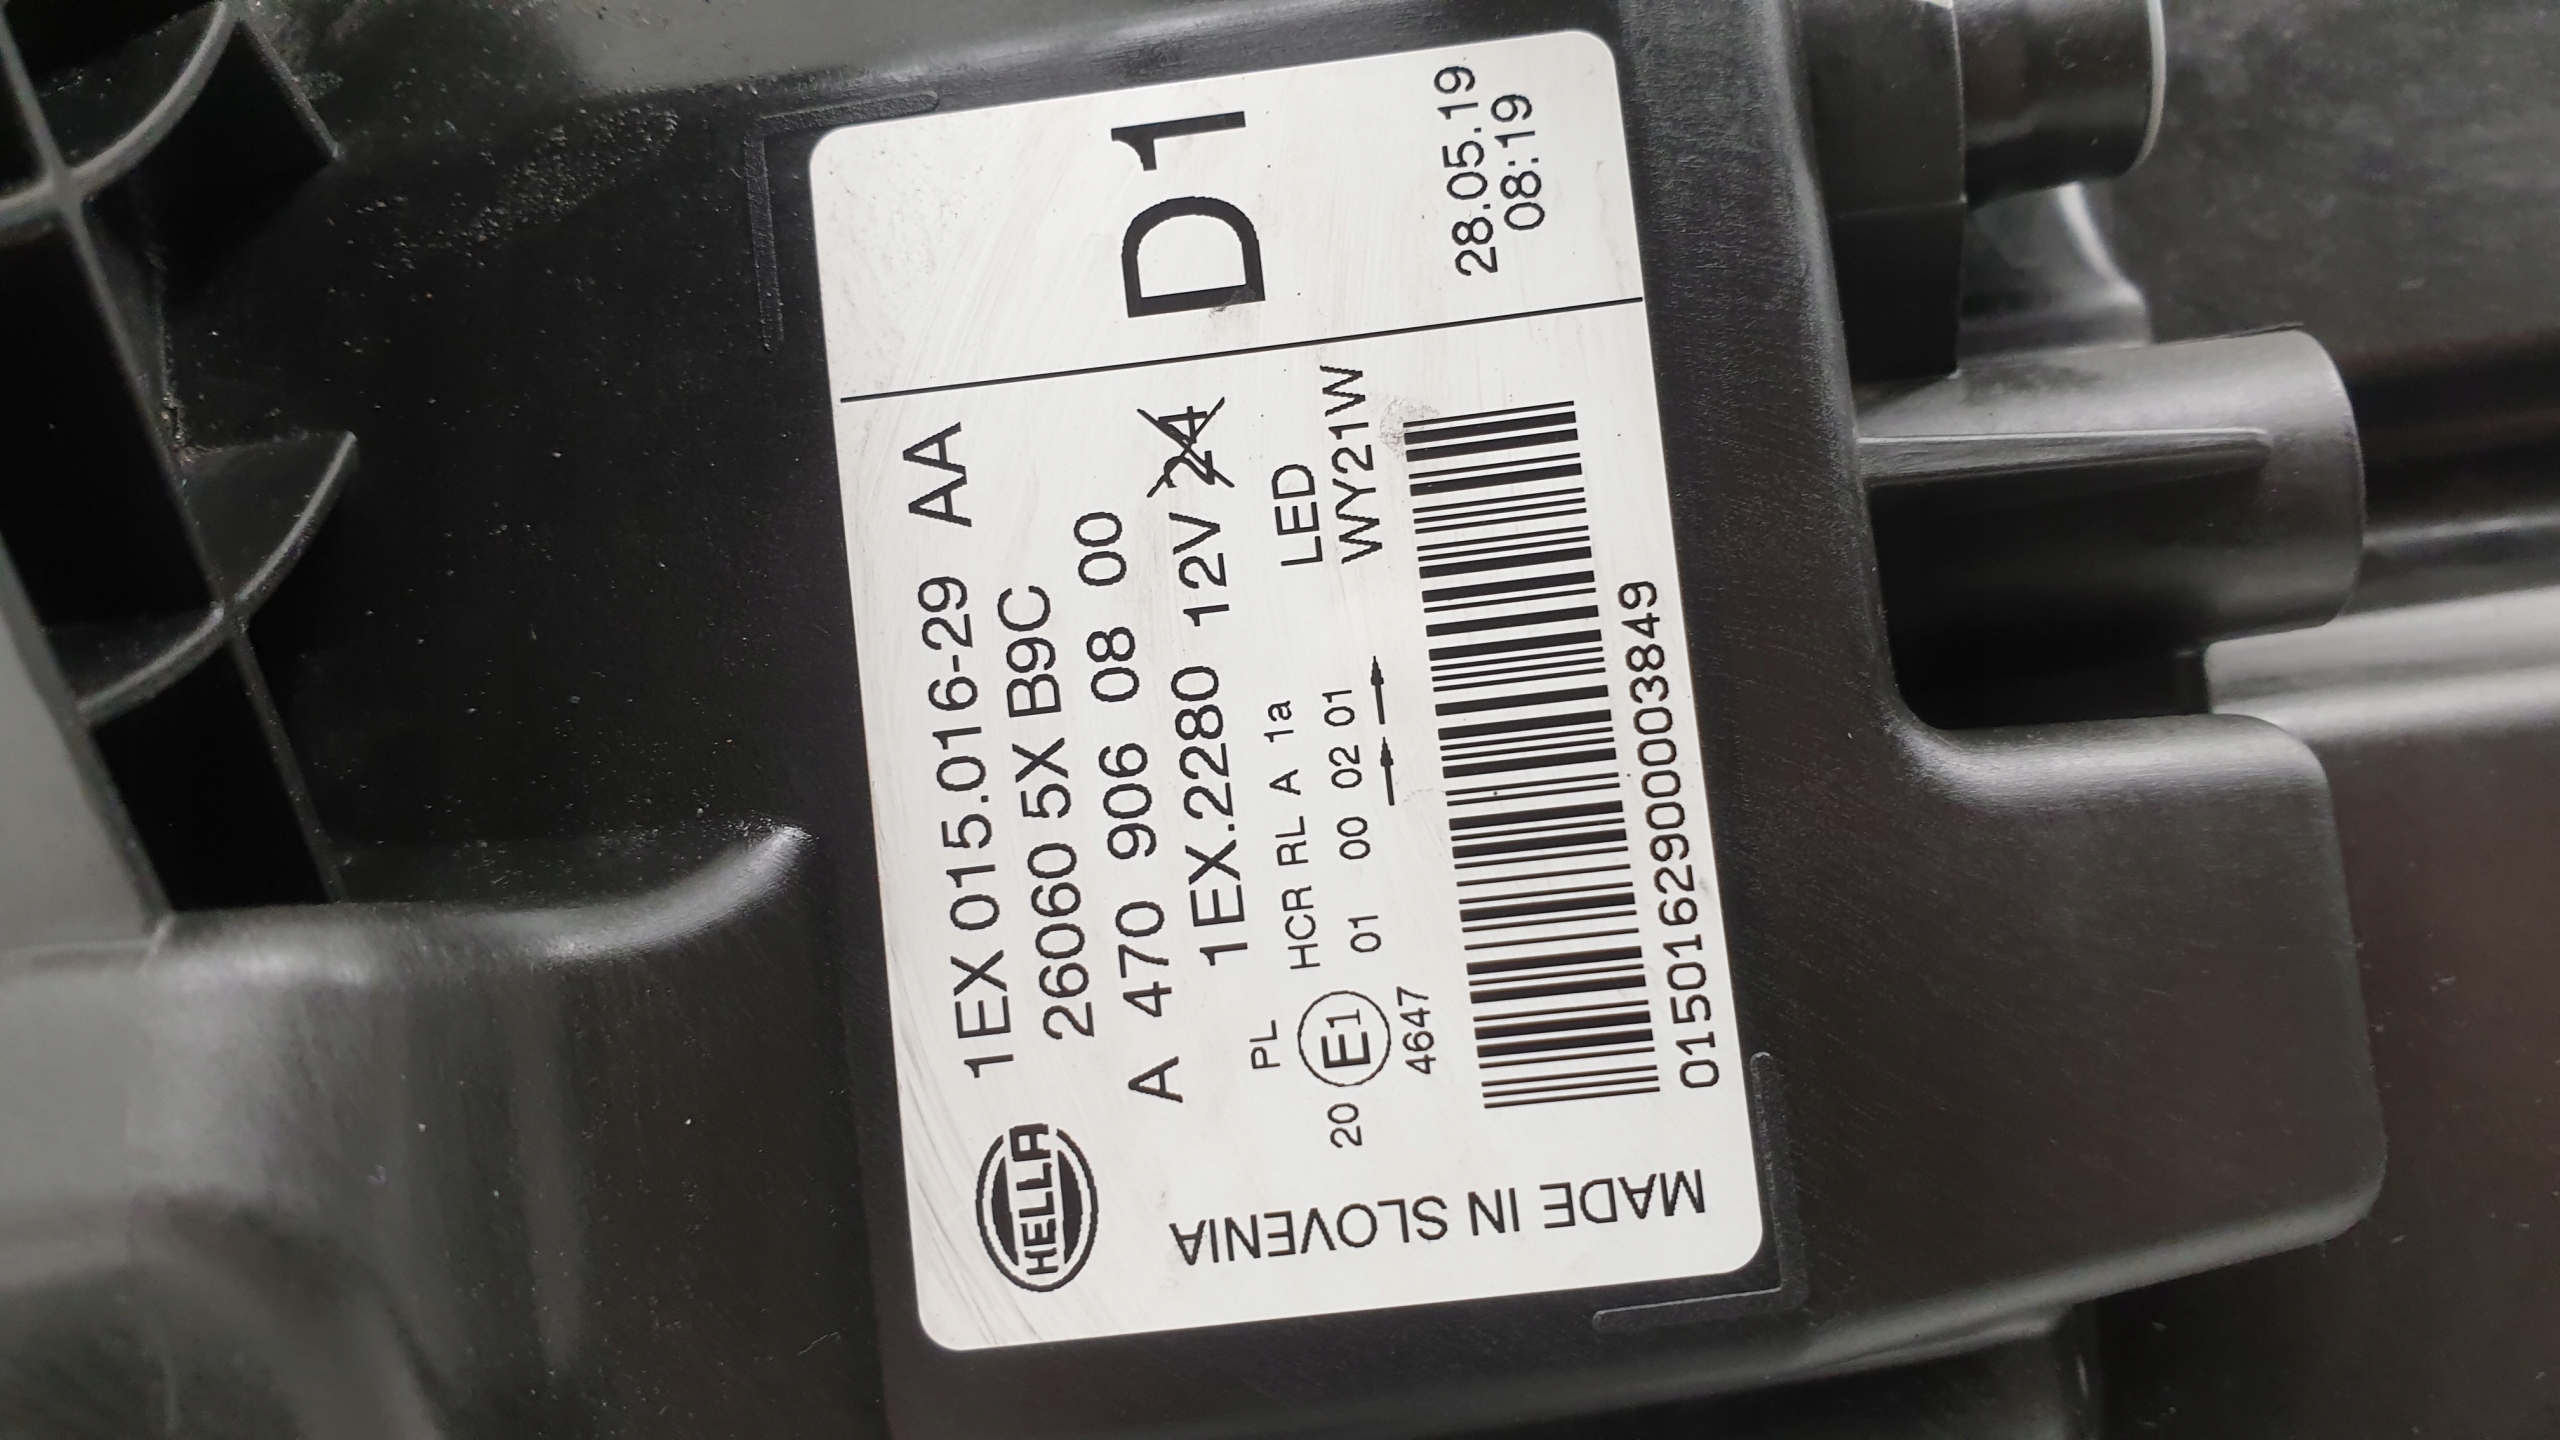 HELLA
1EX 015.016-29 AA
26060 5X B9C
A 470 906 08 00
1EX.2280 12V 24
PL
HCR RL A 1a
LED
20 E1 01 00 02 01
WY21W
4647
0150162900003849
MADE IN SLOVENIA
D1
28.05.19
08:19